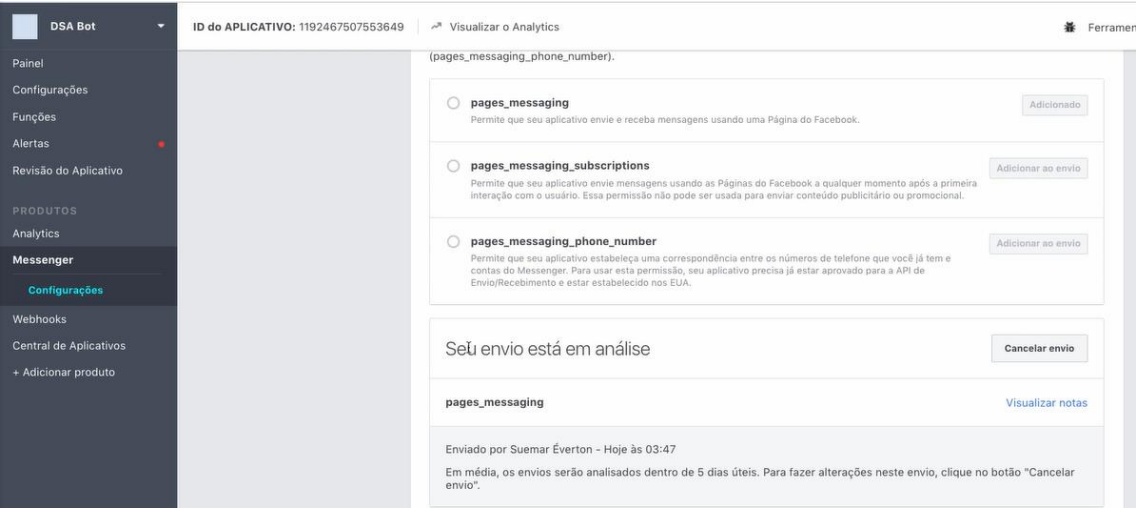 DSA Bot
ID do APLICATIVO: 1192467507553649
Visualizar o Analytics
Painel
Configurações
Funções
Alertas
Revisão do Aplicativo
PRODUTOS
Analytics
Messenger
Configurações
Webhooks
Central de Aplicativos
+ Adicionar produto
(pages_messaging_phone_number).
pages_messaging
Adicionado
Permite que seu aplicativo envie e receba mensagens usando uma Página do Facebook.
pages_messaging_subscriptions
Adicionar ao envio
Permite que seu aplicativo envie mensagens usando as Páginas do Facebook a qualquer momento após a primeira
interação com o usuário. Essa permissão não pode ser usada para enviar conteúdo publicitário ou promocional.
pages_messaging_phone_number
Adicionar ao envio
Permite que seu aplicativo estabeleça uma correspondência entre os números de telefone que você já tem e
contas do Messenger. Para usar esta permissão, seu aplicativo precisa já estar aprovado para a API de
Envio/Recebimento e estar estabelecido nos EUA.
Seu envio está em análise
Cancelar envio
pages_messaging
Visualizar notas
Enviado por Suemar Éverton - Hoje às 03:47
Em média, os envios serão analisados dentro de 5 dias úteis. Para fazer alterações neste envio, clique no botão "Cancelar
envio".